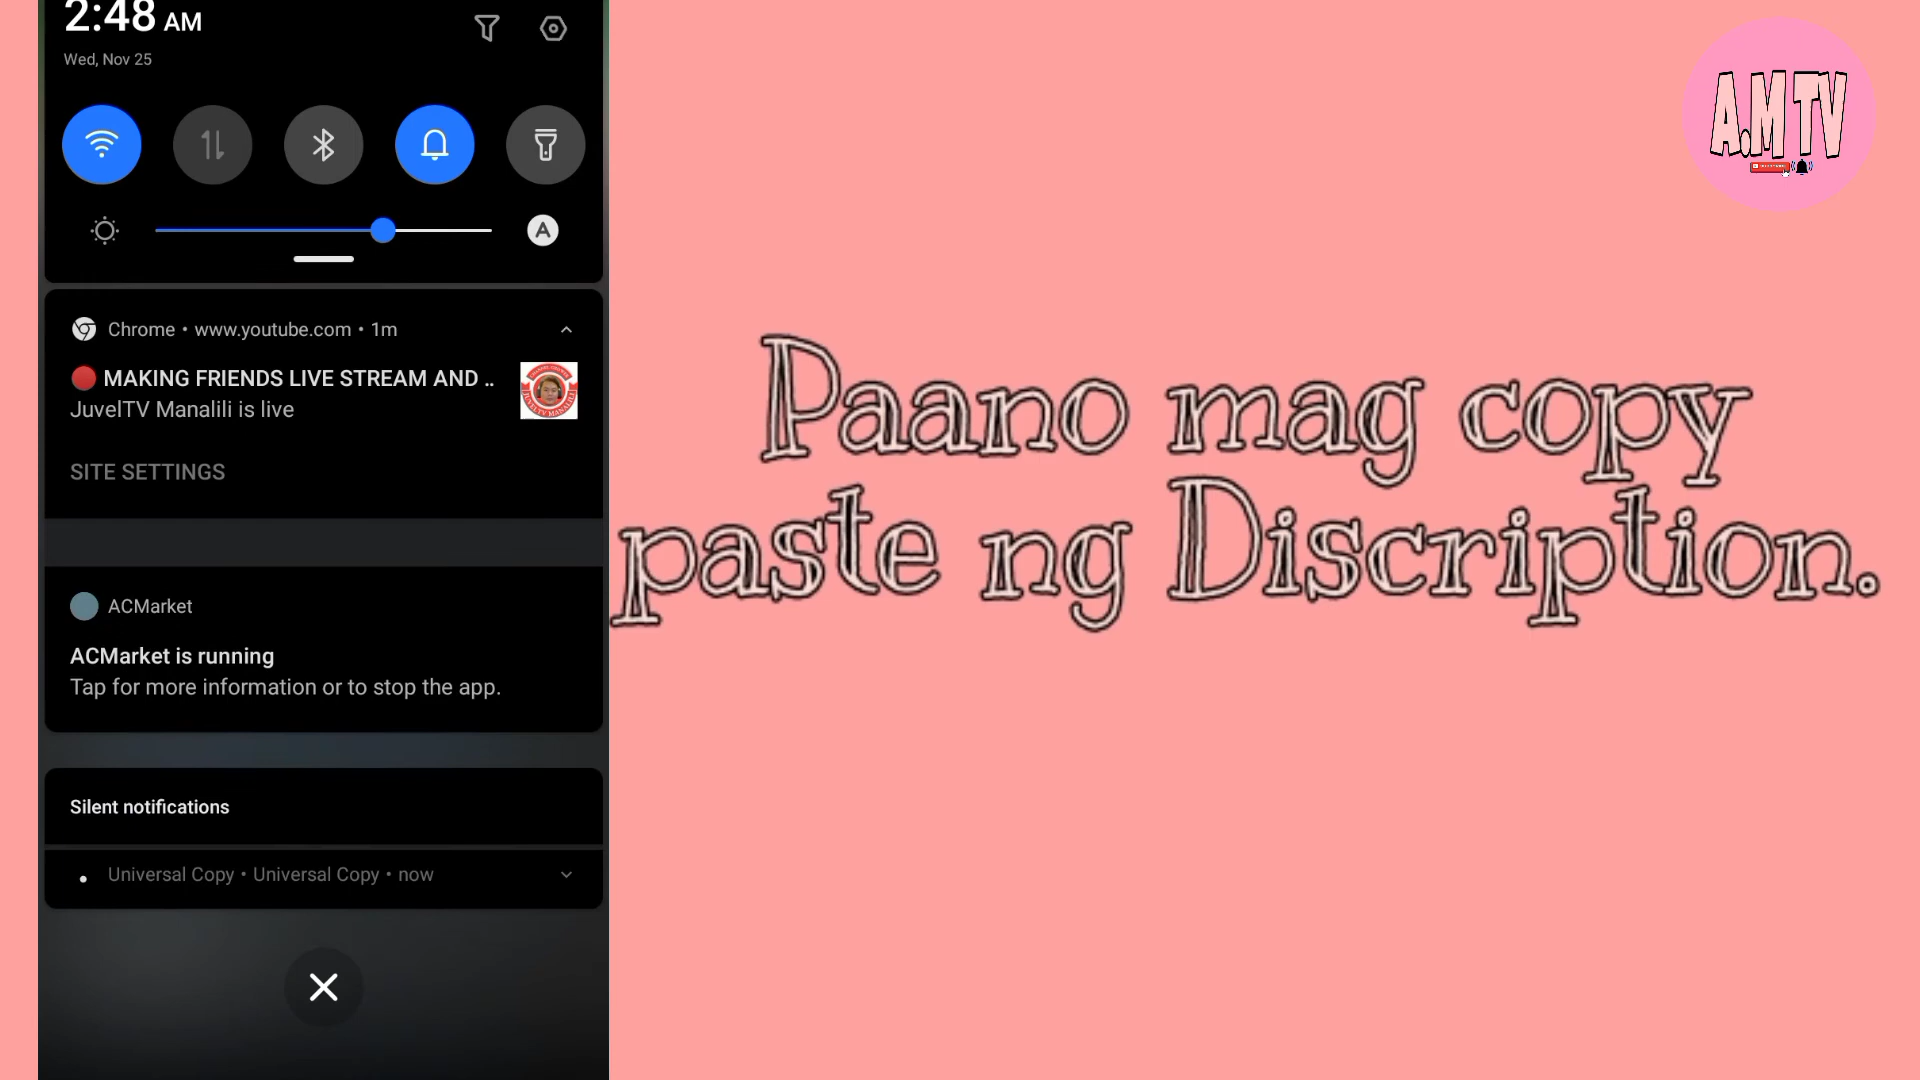 2:48 AM
Wed, Nov 25
A
Chrome • www.youtube.com • 1m
MAKING FRIENDS LIVE STREAM AND ..
JuvelTV Manalili is live
SITE SETTINGS
ACMarket
ACMarket is running
Tap for more information or to stop the app.
Silent notifications
Universal Copy • Universal Copy • now
A.M TV
Paano mag copy
paste ng Discription.